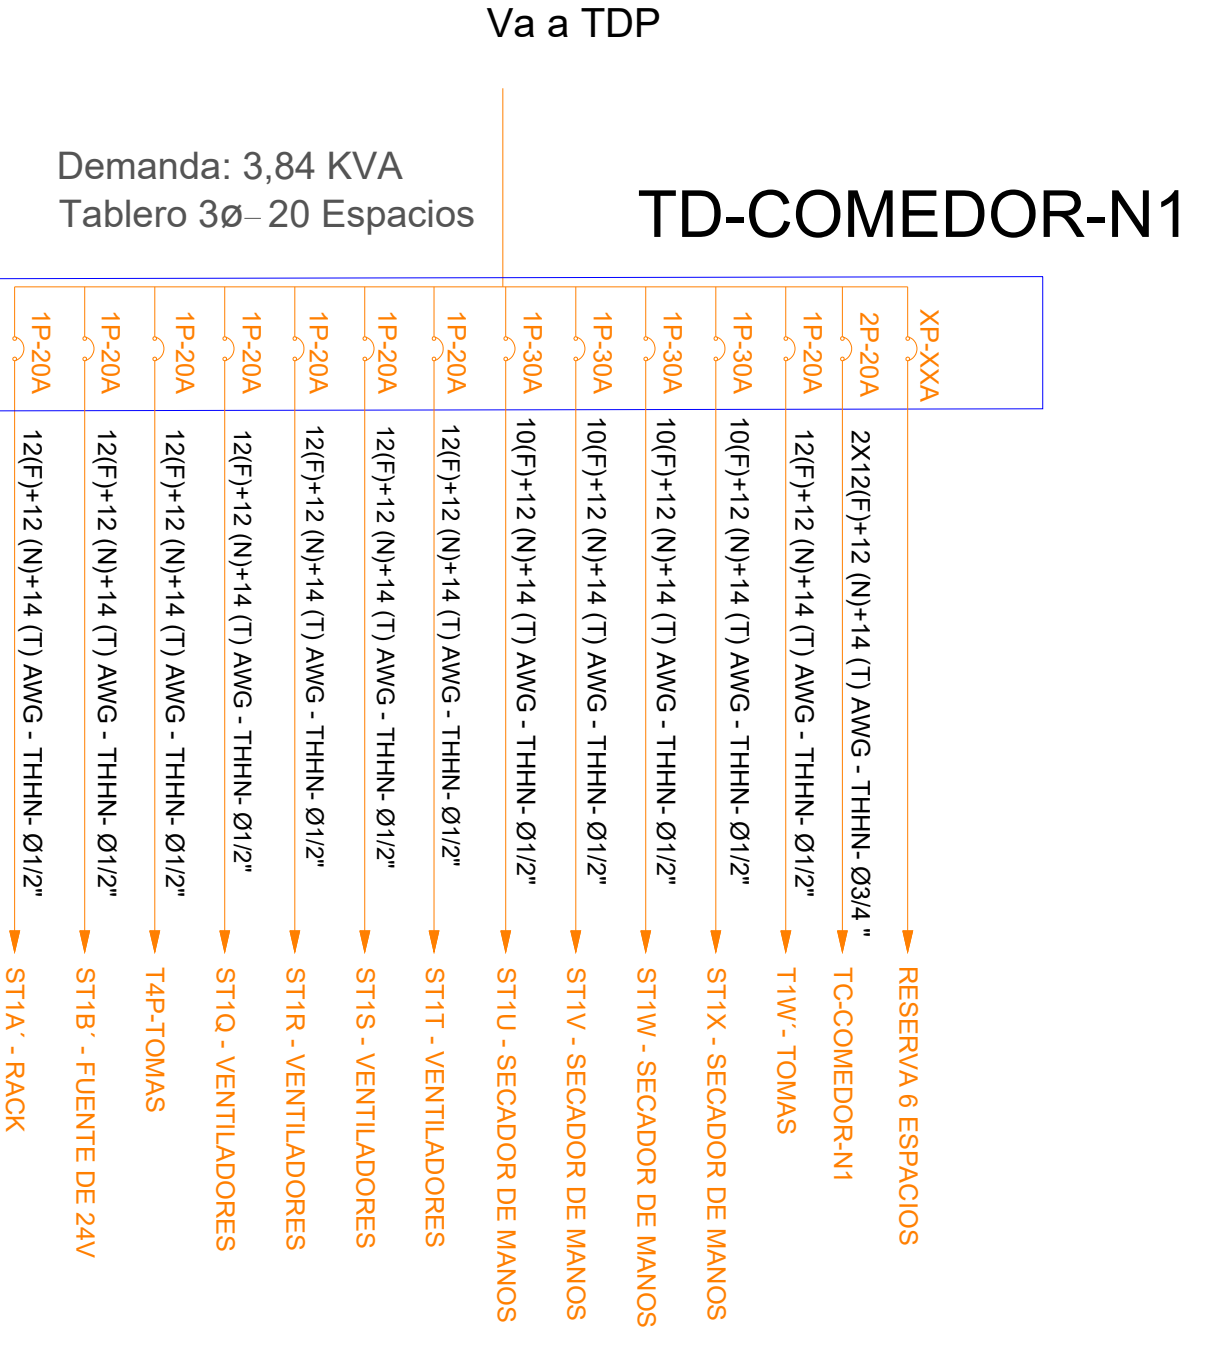 Va a TDP
Demanda: 3,84 KVA
Tablero 3ø– 20 Espacios
TD-COMEDOR-N1
1P-20A
1P-20A
1P-20A
1P-20A
1P-20A
1P-20A
1P-20A
1P-30A
1P-30A
1P-30A
1P-30A
1P-20A
2P-20A
XP-XXA
12(F)+12 (N)+14 (T) AWG - THHN- Ø1/2"
12(F)+12 (N)+14 (T) AWG - THHN- Ø1/2"
12(F)+12 (N)+14 (T) AWG - THHN- Ø1/2"
12(F)+12 (N)+14 (T) AWG - THHN- Ø1/2"
12(F)+12 (N)+14 (T) AWG - THHN- Ø1/2"
12(F)+12 (N)+14 (T) AWG - THHN- Ø1/2"
12(F)+12 (N)+14 (T) AWG - THHN- Ø1/2"
10(F)+12 (N)+14 (T) AWG - THHN- Ø1/2"
10(F)+12 (N)+14 (T) AWG - THHN- Ø1/2"
10(F)+12 (N)+14 (T) AWG - THHN- Ø1/2"
10(F)+12 (N)+14 (T) AWG - THHN- Ø1/2"
12(F)+12 (N)+14 (T) AWG - THHN- Ø1/2"
2X12(F)+12 (N)+14 (T) AWG - THHN- Ø3/4 "
ST1A´ - RACK
ST1B´ - FUENTE DE 24V
T4P-TOMAS
ST1Q - VENTILADORES
ST1R - VENTILADORES
ST1S - VENTILADORES
ST1T - VENTILADORES
ST1U - SECADOR DE MANOS
ST1V - SECADOR DE MANOS
ST1W - SECADOR DE MANOS
ST1X - SECADOR DE MANOS
T1W´- TOMAS
TC-COMEDOR-N1
RESERVA 6 ESPACIOS